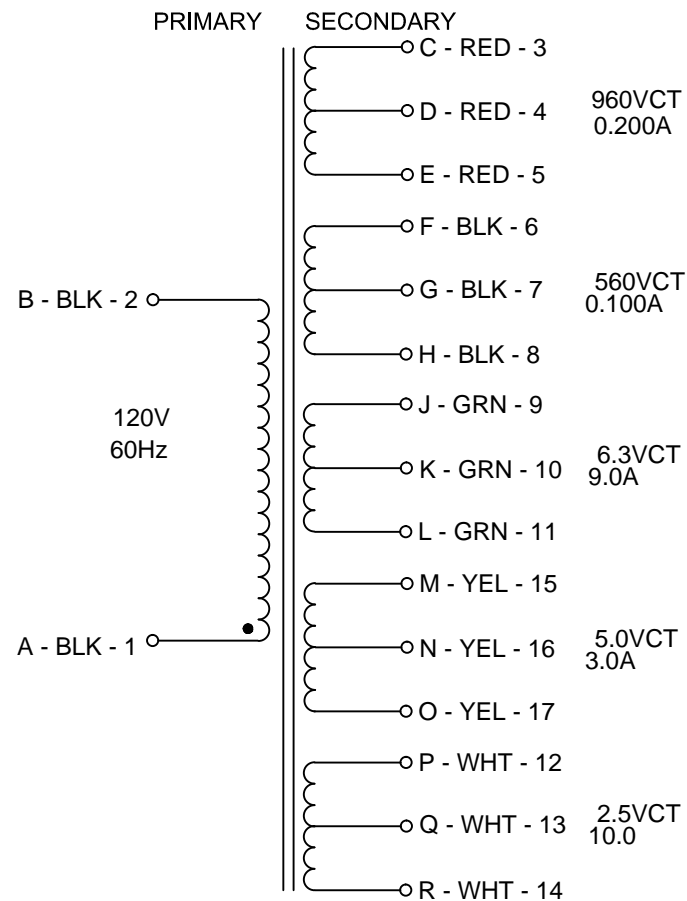 PRIMARY SECONDARY
C - RED - 3
D - RED - 4
960VCT
0.200A
E - RED - 5
F - BLK - 6
B - BLK - 2
G - BLK - 7
560VCT
0.100A
H - BLK - 8
J - GRN - 9
120V
60Hz
K - GRN - 10
6.3VCT
9.0A
L - GRN - 11
M - YEL - 15
A - BLK - 1
N - YEL - 16
5.0VCT
3.0A
O - YEL - 17
P - WHT - 12
Q - WHT - 13
2.5VCT
10.0
R - WHT - 14